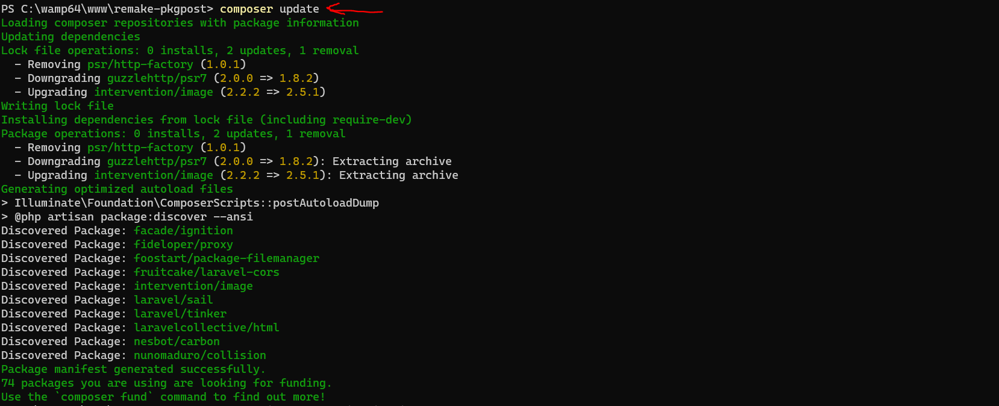 PS C:\wamp64\www\remake-pkgpost> composer update
Loading composer repositories with package information
Updating dependencies
Lock file operations: 0 installs, 2 updates, 1 removal
  - Removing psr/http-factory (1.0.1)
  - Downgrading guzzlehttp/psr7 (2.0.0 => 1.8.2)
  - Upgrading intervention/image (2.2.2 => 2.5.1)
Writing lock file
Installing dependencies from lock file (including require-dev)
Package operations: 0 installs, 2 updates, 1 removal
  - Removing psr/http-factory (1.0.1)
  - Downgrading guzzlehttp/psr7 (2.0.0 => 1.8.2): Extracting archive
  - Upgrading intervention/image (2.2.2 => 2.5.1): Extracting archive
Generating optimized autoload files
> Illuminate\Foundation\ComposerScripts::postAutoloadDump
> @php artisan package:discover --ansi
Discovered Package: facade/ignition
Discovered Package: fideloper/proxy
Discovered Package: foostart/package-filemanager
Discovered Package: fruitcake/laravel-cors
Discovered Package: intervention/image
Discovered Package: laravel/sail
Discovered Package: laravel/tinker
Discovered Package: laravelcollective/html
Discovered Package: nesbot/carbon
Discovered Package: nunomaduro/collision
Package manifest generated successfully.
74 packages you are using are looking for funding.
Use the `composer fund` command to find out more!